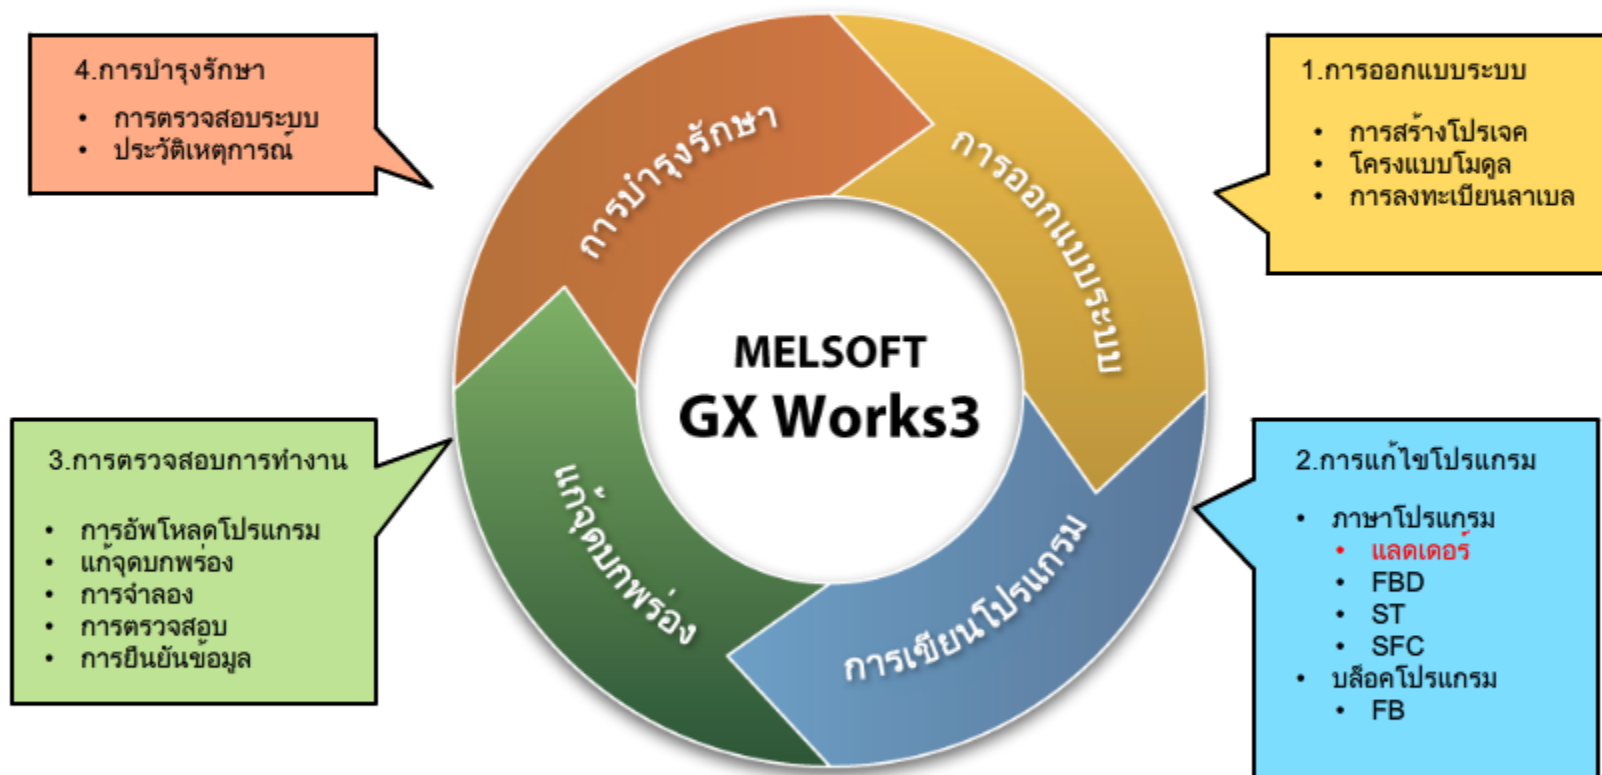 4.การบำรุงรักษา
• การตรวจสอบระบบ
• ประวัติเหตุการณ์
1.การออกแบบระบบ
• การสร้างโปรเจค
• โครงแบบโมดูล
• การลงทะเบียนลาเบล
การบำรุงรักษา
การออกแบบระบบ
MELSOFT
GX Works3
แก้จุดบกพร่อง
การเขียนโปรแกรม
3.การตรวจสอบการทำงาน
• การอัพโหลดโปรแกรม
• แก้จุดบกพร่อง
• การจำลอง
• การตรวจสอบ
• การยืนยันข้อมูล
2.การแก้ไขโปรแกรม
• ภาษาโปรแกรม
• แลดเดอร์
• FBD
• ST
• SFC
• บล็อคโปรแกรม
• FB